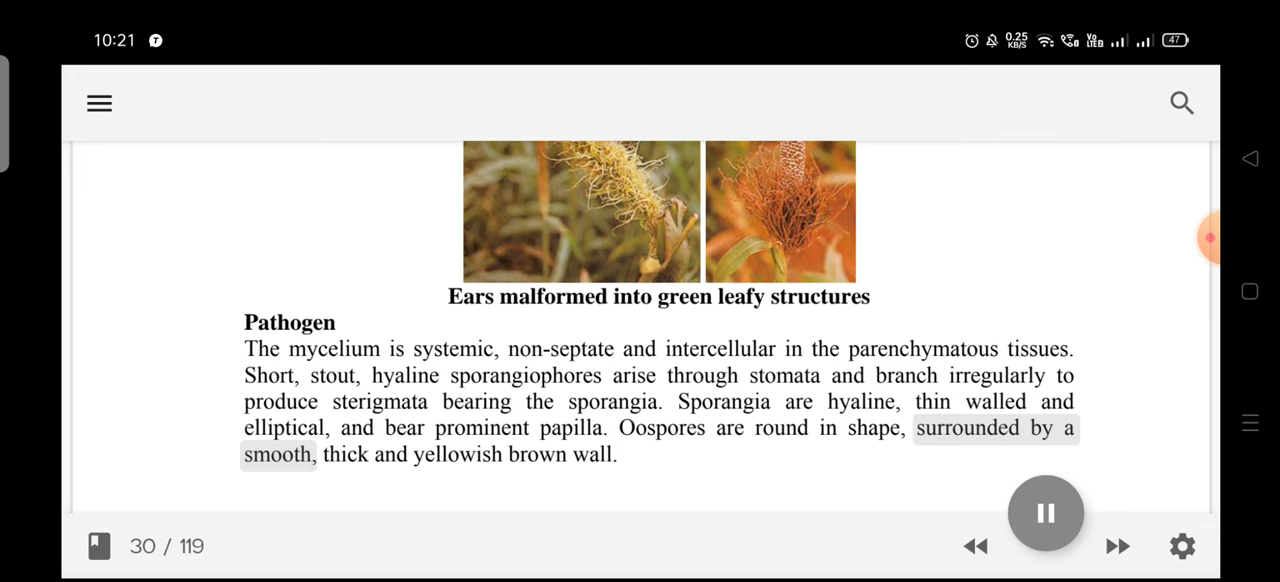 10:21
0.25
KB/S
Vo
LTE2
47
Ears malformed into green leafy structures
Pathogen
The mycelium is systemic, non-septate and intercellular in the parenchymatous tissues.
Short, stout, hyaline sporangiophores arise through stomata and branch irregularly to
produce sterigmata bearing the sporangia. Sporangia are hyaline, thin walled and
elliptical, and bear prominent papilla. Oospores are round in shape, surrounded by a
smooth, thick and yellowish brown wall.
30 / 119